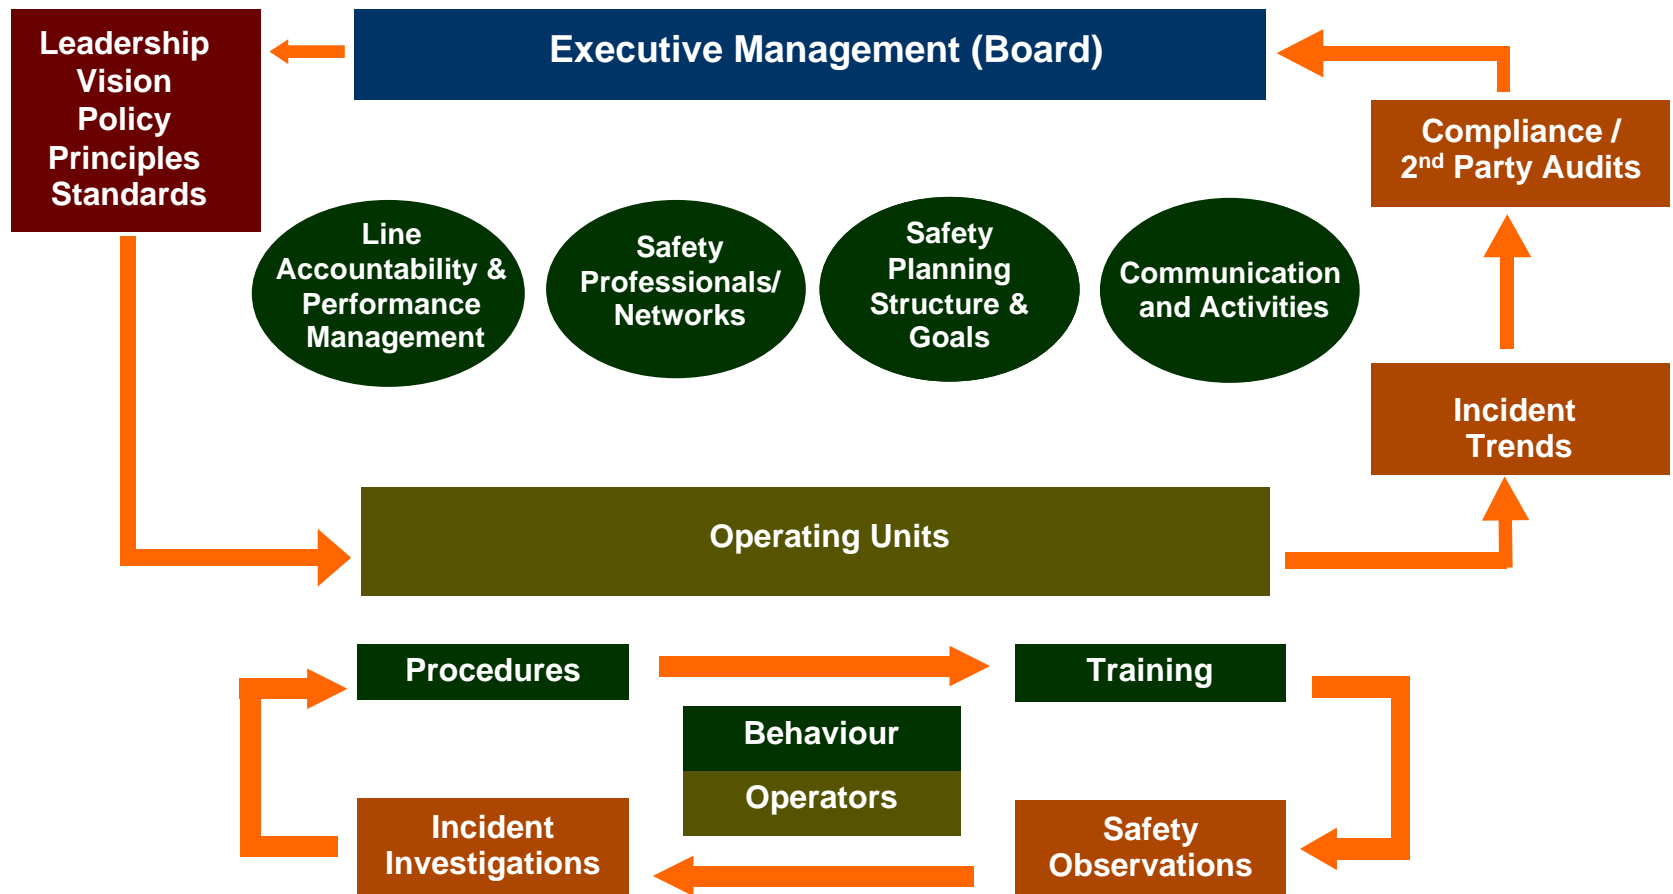 Leadership
Vision
Policy
Principles
Standards
Executive Management (Board)
Compliance /
2nd Party Audits
Line
Accountability &
Performance
Management
Safety
Professionals/
Networks
Safety
Planning
Structure &
Goals
Communication
and Activities
Incident
Trends
Operating Units
Procedures
Training
Behaviour
Operators
Incident
Investigations
Safety
Observations